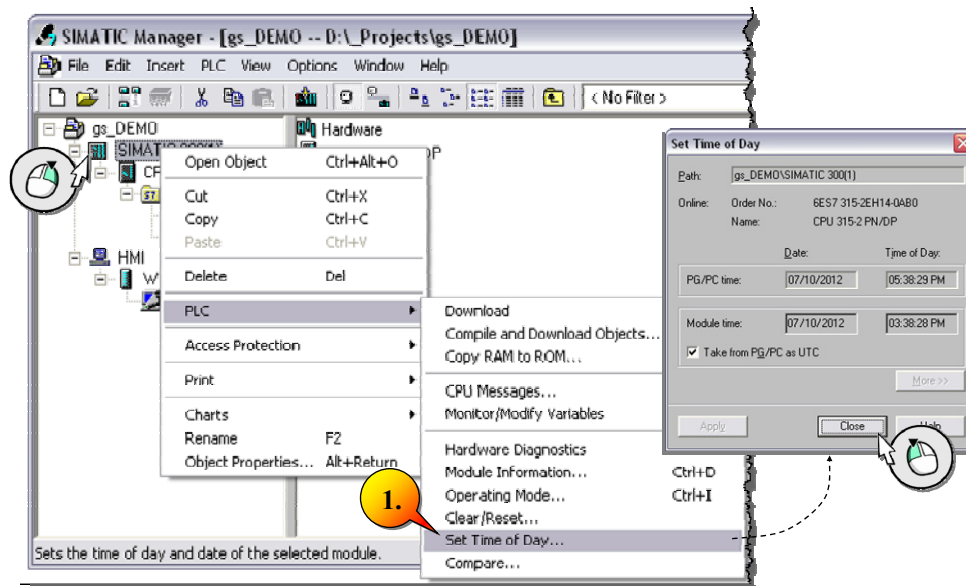 SIMATIC Manager - [gs_DEMO -- D:\_Projects\gs_DEMO]
File Edit Insert PLC View Options Window Help
< No Filter >
gs_DEMO
SIMATIC 300(1)
CP
S7
HMI
W
Hardware
DP
Open Object Ctrl+Alt+O
Cut Ctrl+X
Copy Ctrl+C
Paste Ctrl+V
Delete Del
PLC
Access Protection
Print
Charts
Rename F2
Object Properties... Alt+Return
Download
Compile and Download Objects...
Copy RAM to ROM...
CPU Messages...
Monitor/Modify Variables
Hardware Diagnostics
Module Information... Ctrl+D
Operating Mode... Ctrl+I
Clear/Reset...
Set Time of Day...
Compare...
1.
Sets the time of day and date of the selected module.
Set Time of Day
Path: gs_DEMO\SIMATIC 300(1)
Online: Order No.: 6ES7 315-2EH14-0AB0
Name: CPU 315-2 PN/DP
Date: Time of Day:
PG/PC time: 07/10/2012 05:38:29 PM
Module time: 07/10/2012 03:38:28 PM
Take from PG/PC as UTC
More >>
Apply Close Help